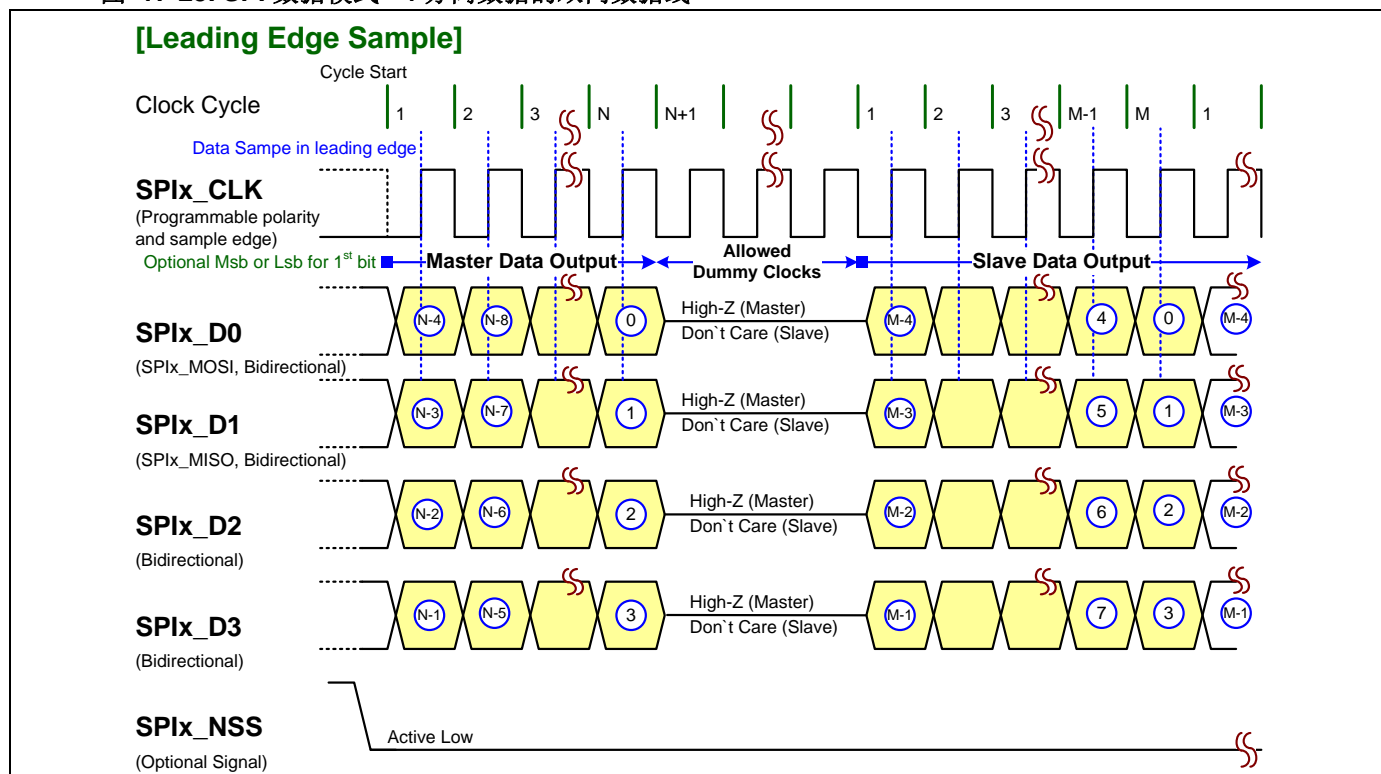 [Leading Edge Sample]
Cycle Start
Clock Cycle
1 2 3 N N+1 1 2 3 M-1 M 1
Data Sampe in leading edge
SPIx_CLK
(Programmable polarity
and sample edge)
Optional Msb or Lsb for 1st bit
Master Data Output
Allowed
Dummy Clocks
Slave Data Output
SPIx_D0
(SPIx_MOSI, Bidirectional)
N-4 N-8 0
High-Z (Master)
Don`t Care (Slave)
M-4 4 0 M-4
SPIx_D1
(SPIx_MISO, Bidirectional)
N-3 N-7 1
High-Z (Master)
Don`t Care (Slave)
M-3 5 1 M-3
SPIx_D2
(Bidirectional)
N-2 N-6 2
High-Z (Master)
Don`t Care (Slave)
M-2 6 2 M-2
SPIx_D3
(Bidirectional)
N-1 N-5 3
High-Z (Master)
Don`t Care (Slave)
M-1 7 3 M-1
SPIx_NSS
(Optional Signal)
Active Low